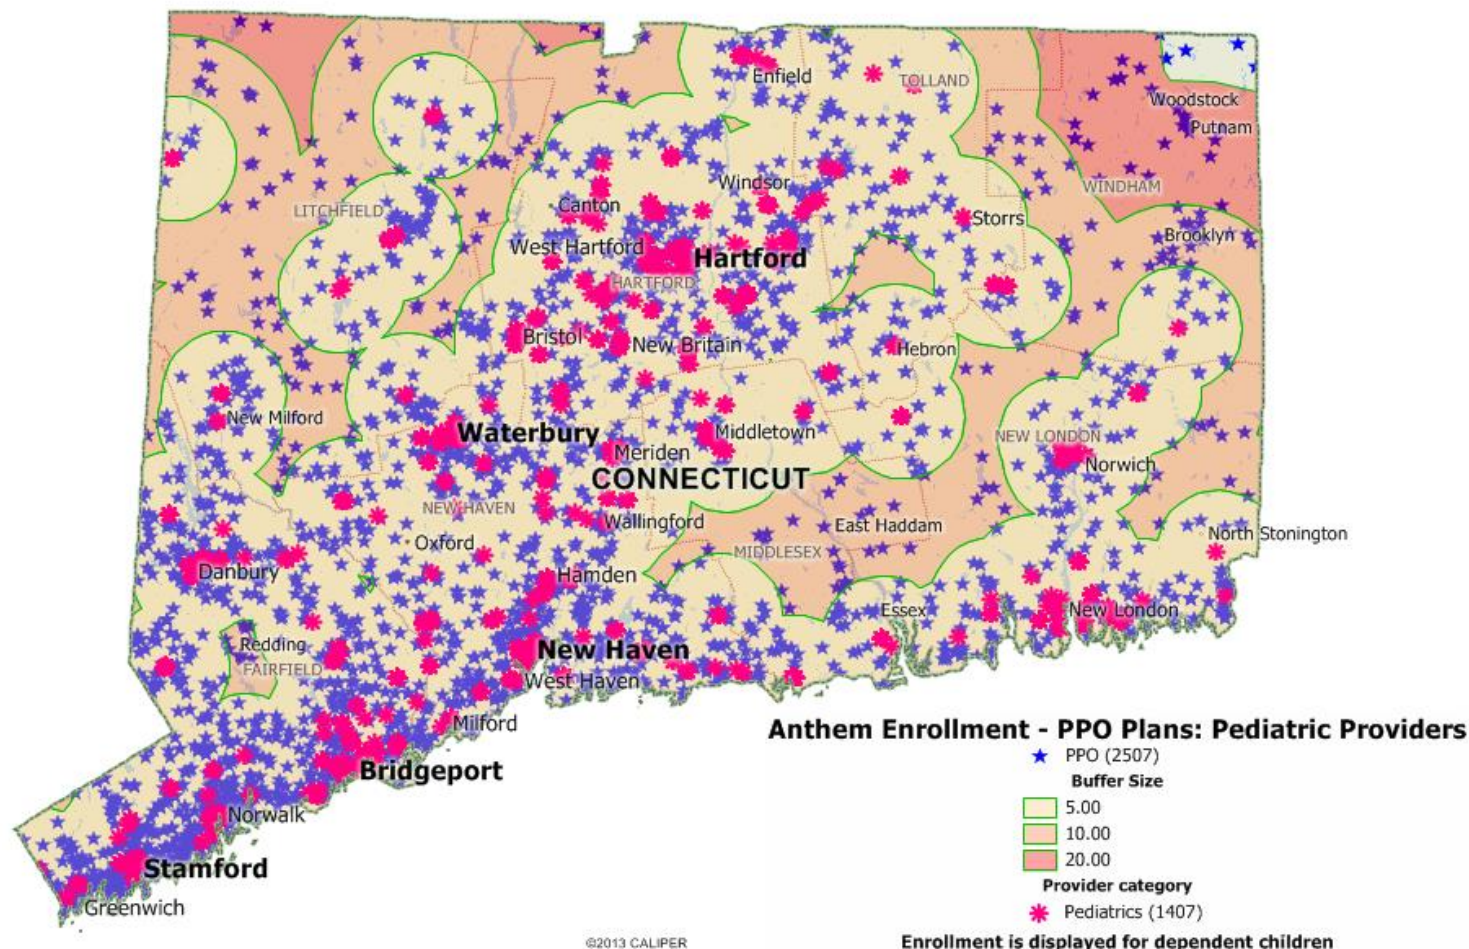 Enfield
TOLLAND
Woodstock
Putnam
Windsor
WINDHAM
LITCHFIELD
Canton
Storrs
West Hartford
Hartford
Brooklyn
HARTFORD
Bristol
New Britain
Hebron
New Milford
Waterbury
Middletown
NEW LONDON
Meriden
Norwich
CONNECTICUT
NEW HAVEN
Wallingford
East Haddam
North Stonington
Oxford
MIDDLESEX
Danbury
Hamden
Essex
New London
Redding
New Haven
FAIRFIELD
West Haven
Milford
Bridgeport
Norwalk
Stamford
Greenwich
Anthem Enrollment - PPO Plans: Pediatric Providers
PPO (2507)
Buffer Size
5.00
10.00
20.00
Provider category
Pediatrics (1407)
Enrollment is displayed for dependent children
©2013 CALIPER